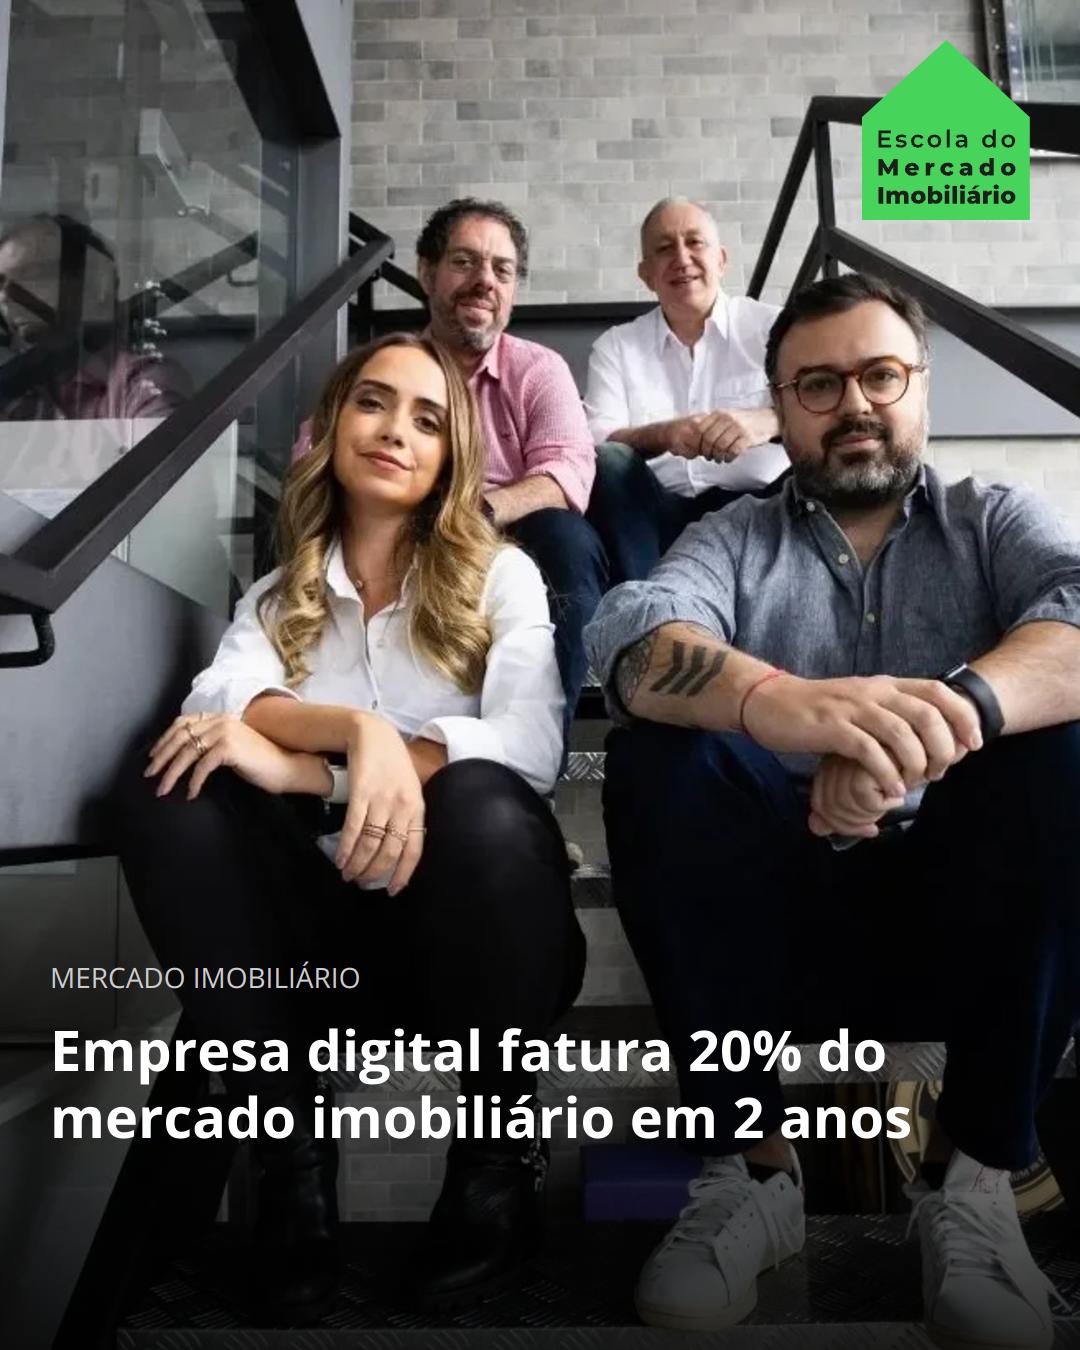 Escola do
Mercado
Imobiliário
MERCADO IMOBILIÁRIO
Empresa digital fatura 20% do
mercado imobiliário em 2 anos